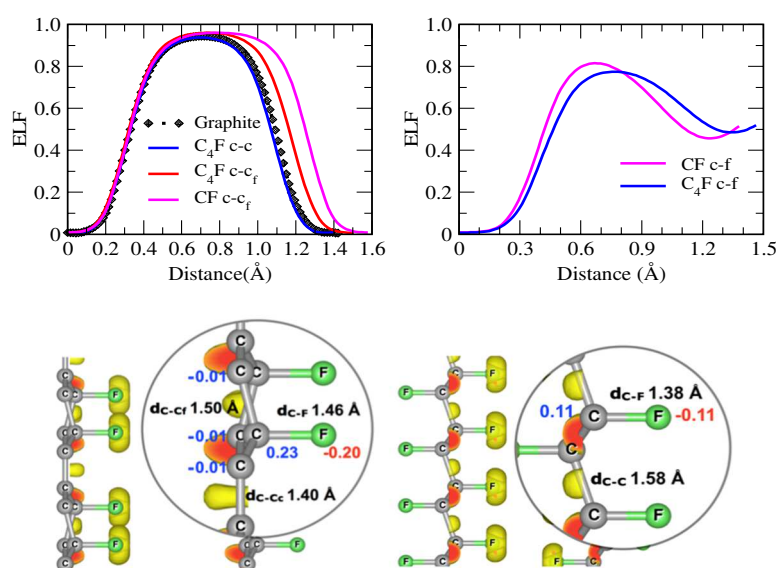 1.0
0.8
0.6
0.4
0.2
0
ELF
Graphite
C4F c-c
C4F c-cf
CF c-cf
0 0.2 0.4 0.6 0.8 1.0 1.2 1.4 1.6
Distance(Å)
1.0
0.8
0.6
0.4
0.2
0
ELF
CF c-f
C4F c-f
0 0.3 0.6 0.9 1.2 1.5
Distance (Å)
C
C C F
-0.01
dC-Cf 1.50 Å
dC-F 1.46 Å
-0.01
C C F
-0.01
C
0.23
-0.20
dC-Cc 1.40 Å
C
C C F
F
F
F
F
dC-F 1.38 Å
0.11
C F
-0.11
C
dC-C 1.58 Å
C F
F
F
F
F
F
F
F
F